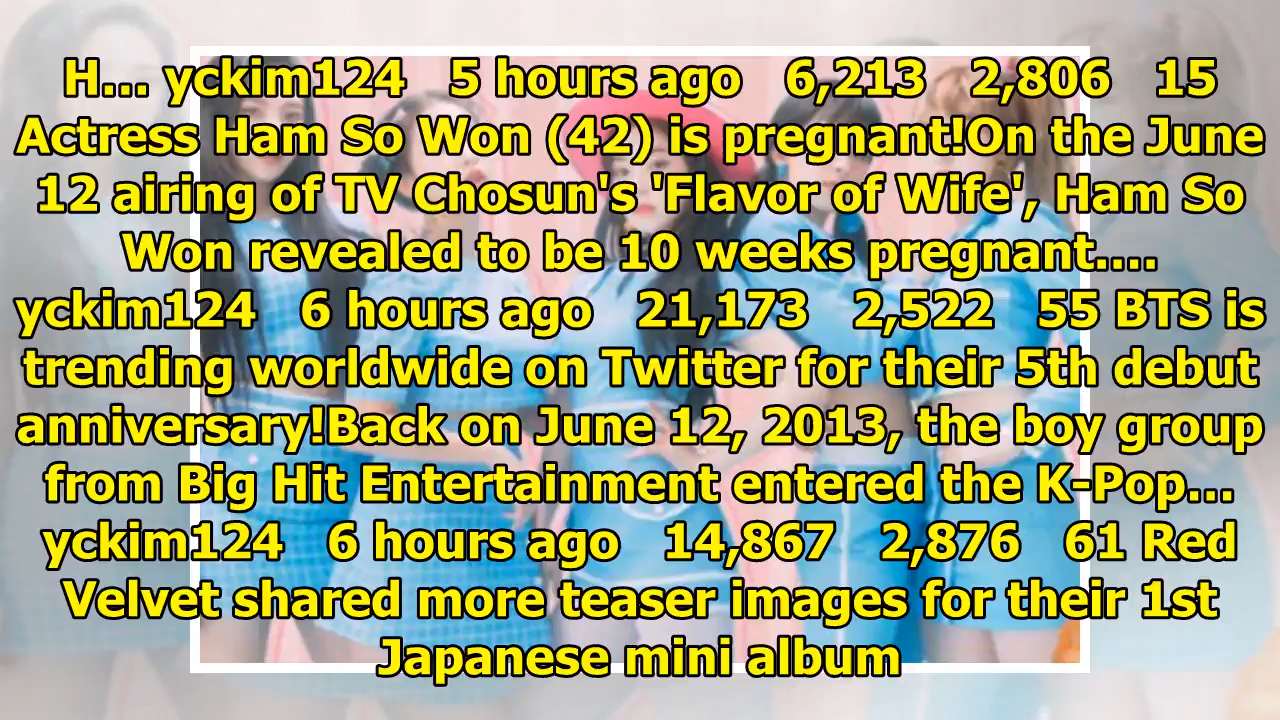 H... yckim124 5 hours ago 6,213 2,806 15
Actress Ham So Won (42) is pregnant!On the June
12 airing of TV Chosun's 'Flavor of Wife', Ham So
Won revealed to be 10 weeks pregnant....
yckim124 6 hours ago 21,173 2,522 55 BTS is
trending worldwide on Twitter for their 5th debut
anniversary!Back on June 12, 2013, the boy group
from Big Hit Entertainment entered the K-Pop...
yckim124 6 hours ago 14,867 2,876 61 Red
Velvet shared more teaser images for their 1st
Japanese mini album